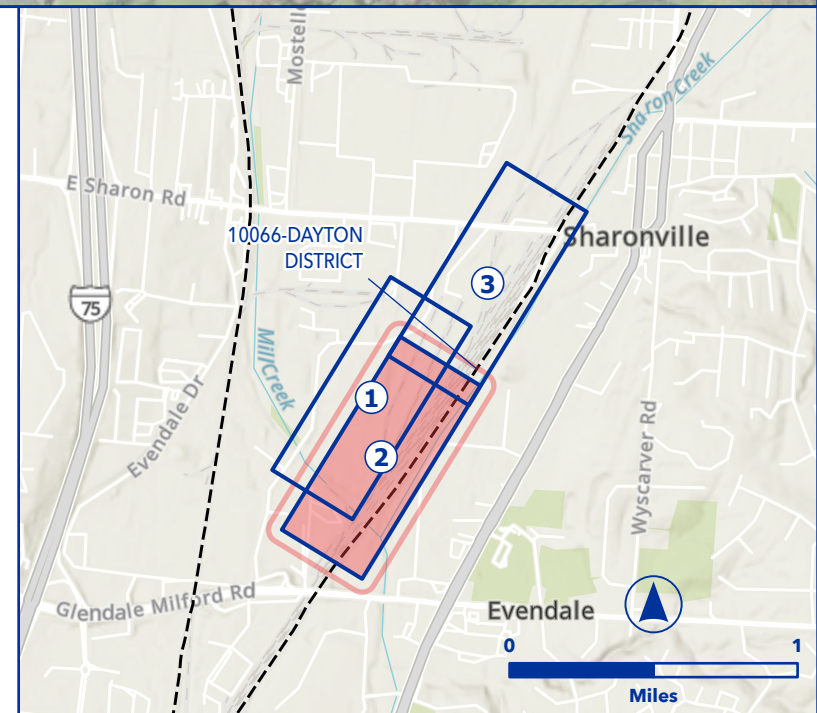 Mostell
Sharon Creek
E Sharon Rd
10066-DAYTON
DISTRICT
Sharonville
3
75
Mill Creek
1
Evendale Dr
2
Wyscarver Rd
Glendale Milford Rd
Evendale
0
1
Miles